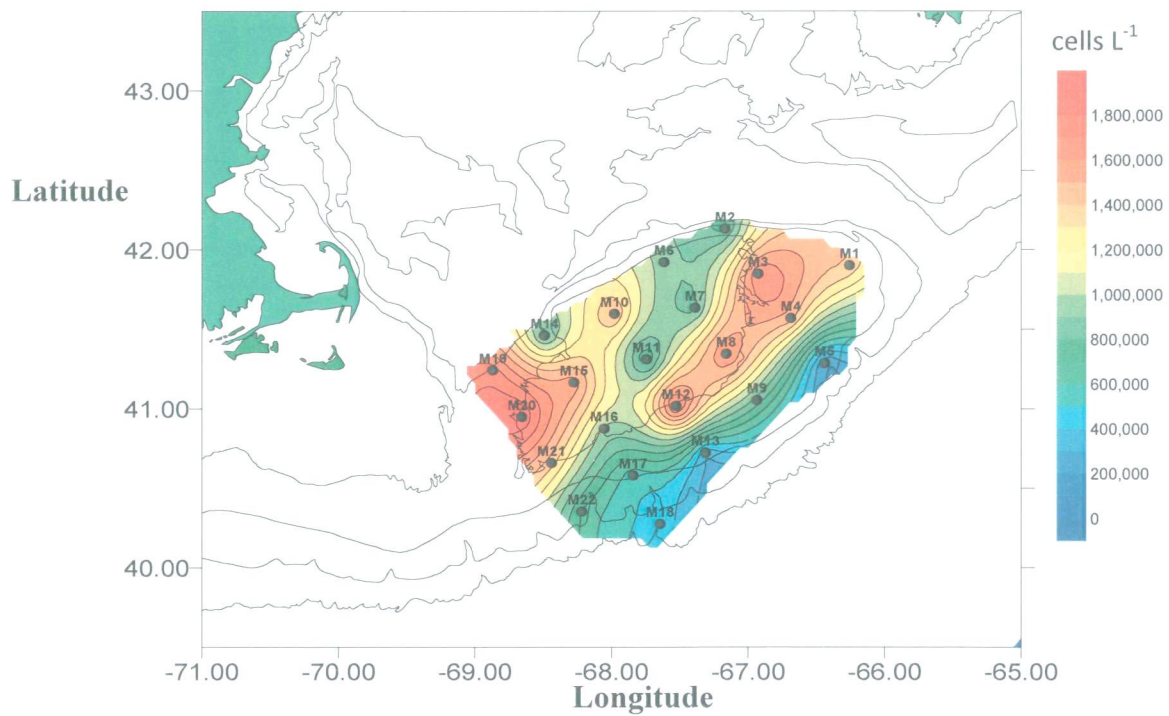 cells L-1
43.00
42.00
41.00
40.00
Latitude
1,800,000
1,600,000
1,400,000
1,200,000
1,000,000
800,000
600,000
400,000
200,000
0
M2
M6
M3
M1
M7
M10
M4
M14
M11
M8
M5
M19
M15
M12
M9
M20
M16
M21
M13
M17
M22
M18
-71.00
-70.00
-69.00
-68.00
-67.00
-66.00
-65.00
Longitude